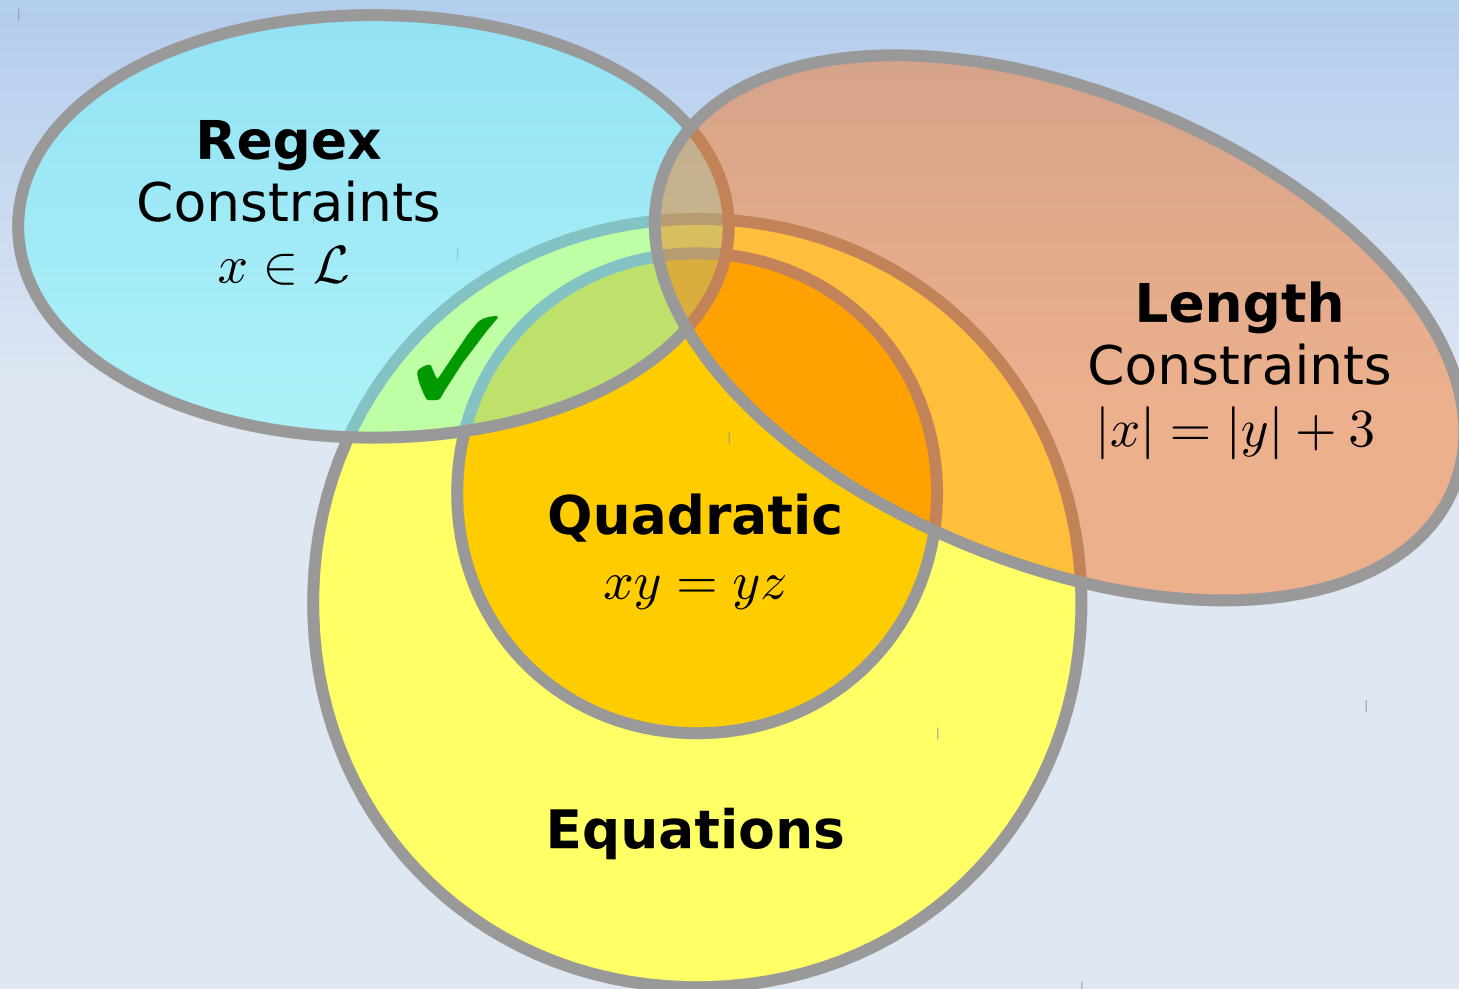 Regex
Constraints
x ∈ ℒ
Length
Constraints
|x| = |y| + 3
✓
Quadratic
xy = yz
Equations